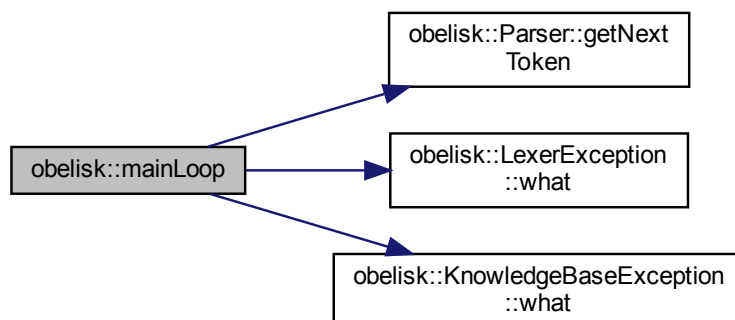 obelisk::Parser::getNext
Token
obelisk::mainLoop
obelisk::LexerException
::what
obelisk::KnowledgeBaseException
::what